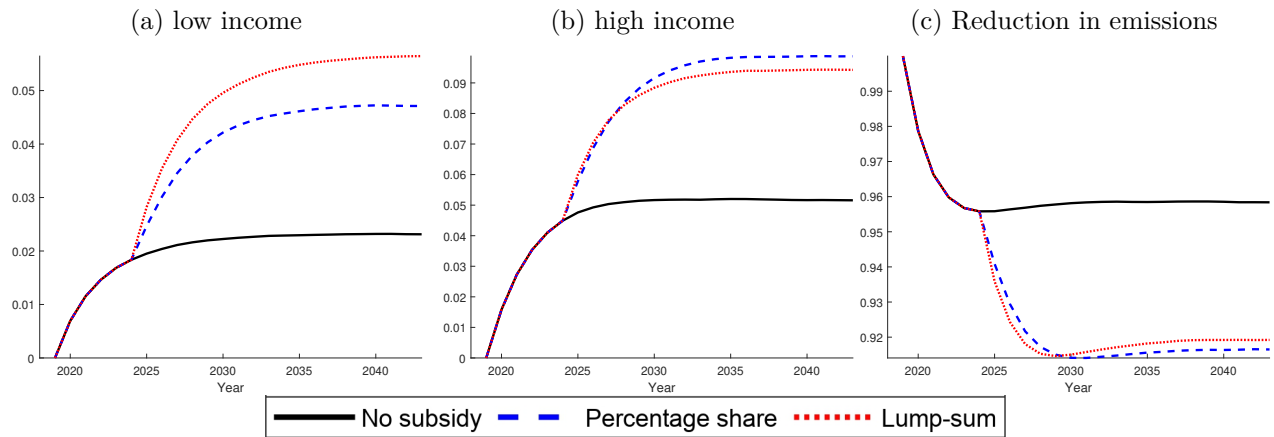 (a) low income
(b) high income
(c) Reduction in emissions
0.05
0.04
0.03
0.02
0.01
0
2020 2025 2030 2035 2040
Year
0.09
0.08
0.07
0.06
0.05
0.04
0.03
0.02
0.01
0
2020 2025 2030 2035 2040
Year
0.99
0.98
0.97
0.96
0.95
0.94
0.93
0.92
2020 2025 2030 2035 2040
Year
No subsidy Percentage share Lump-sum